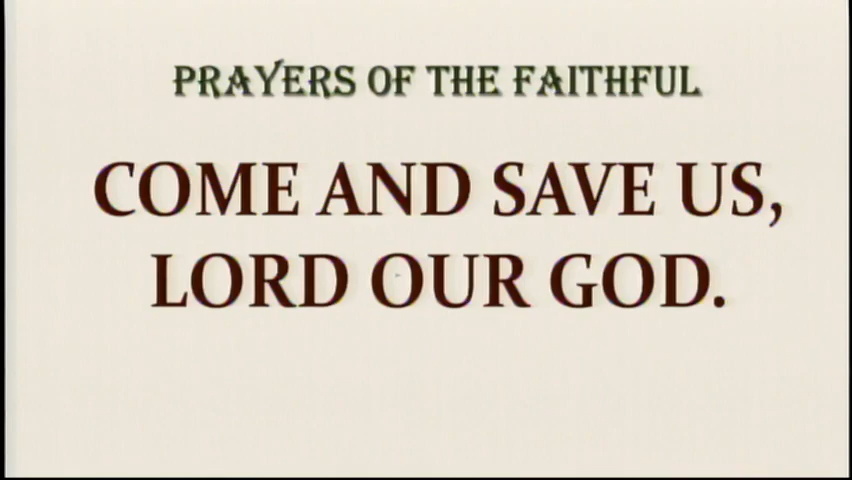 PRAYERS OF THE FAITHFUL
COME AND SAVE US,
LORD OUR GOD.